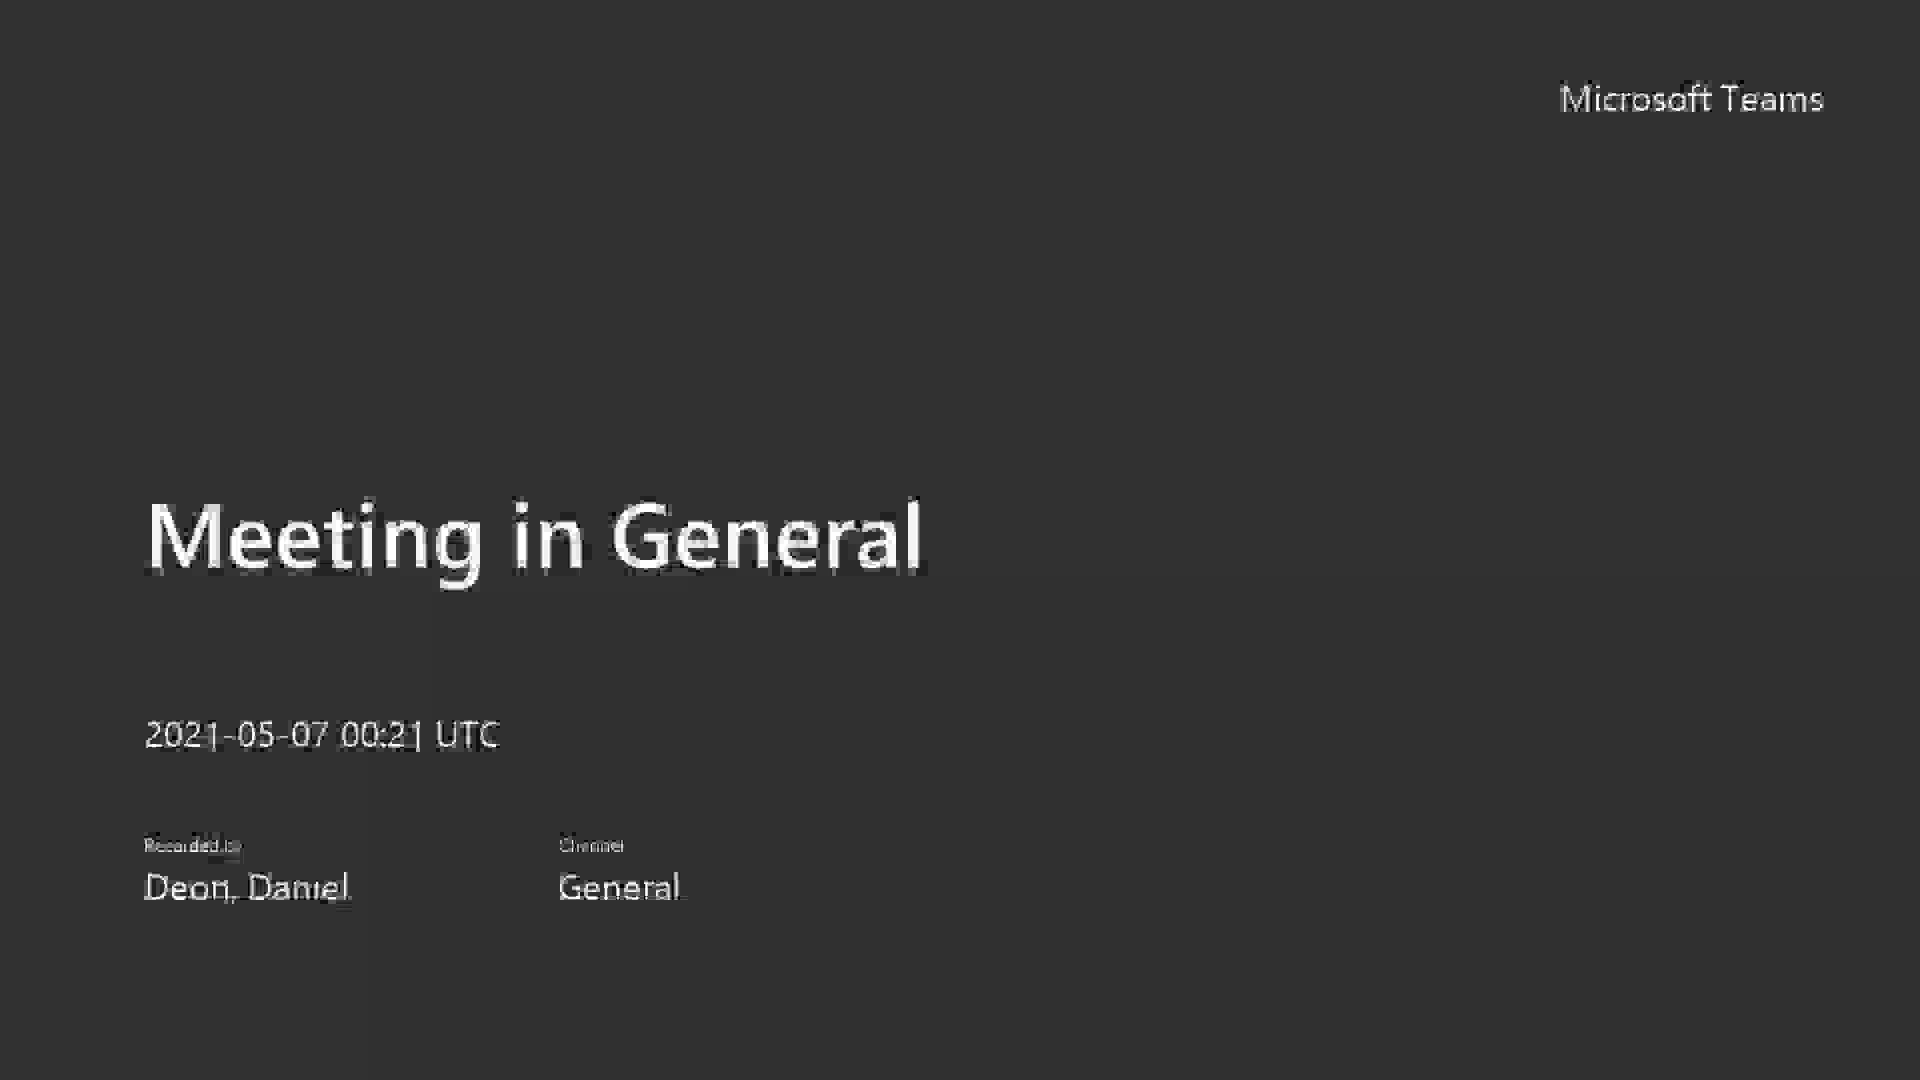 Microsoft Teams
Meeting in General
2021-05-07 00:21 UTC
Recorded by
Channel
Deon, Daniel
General